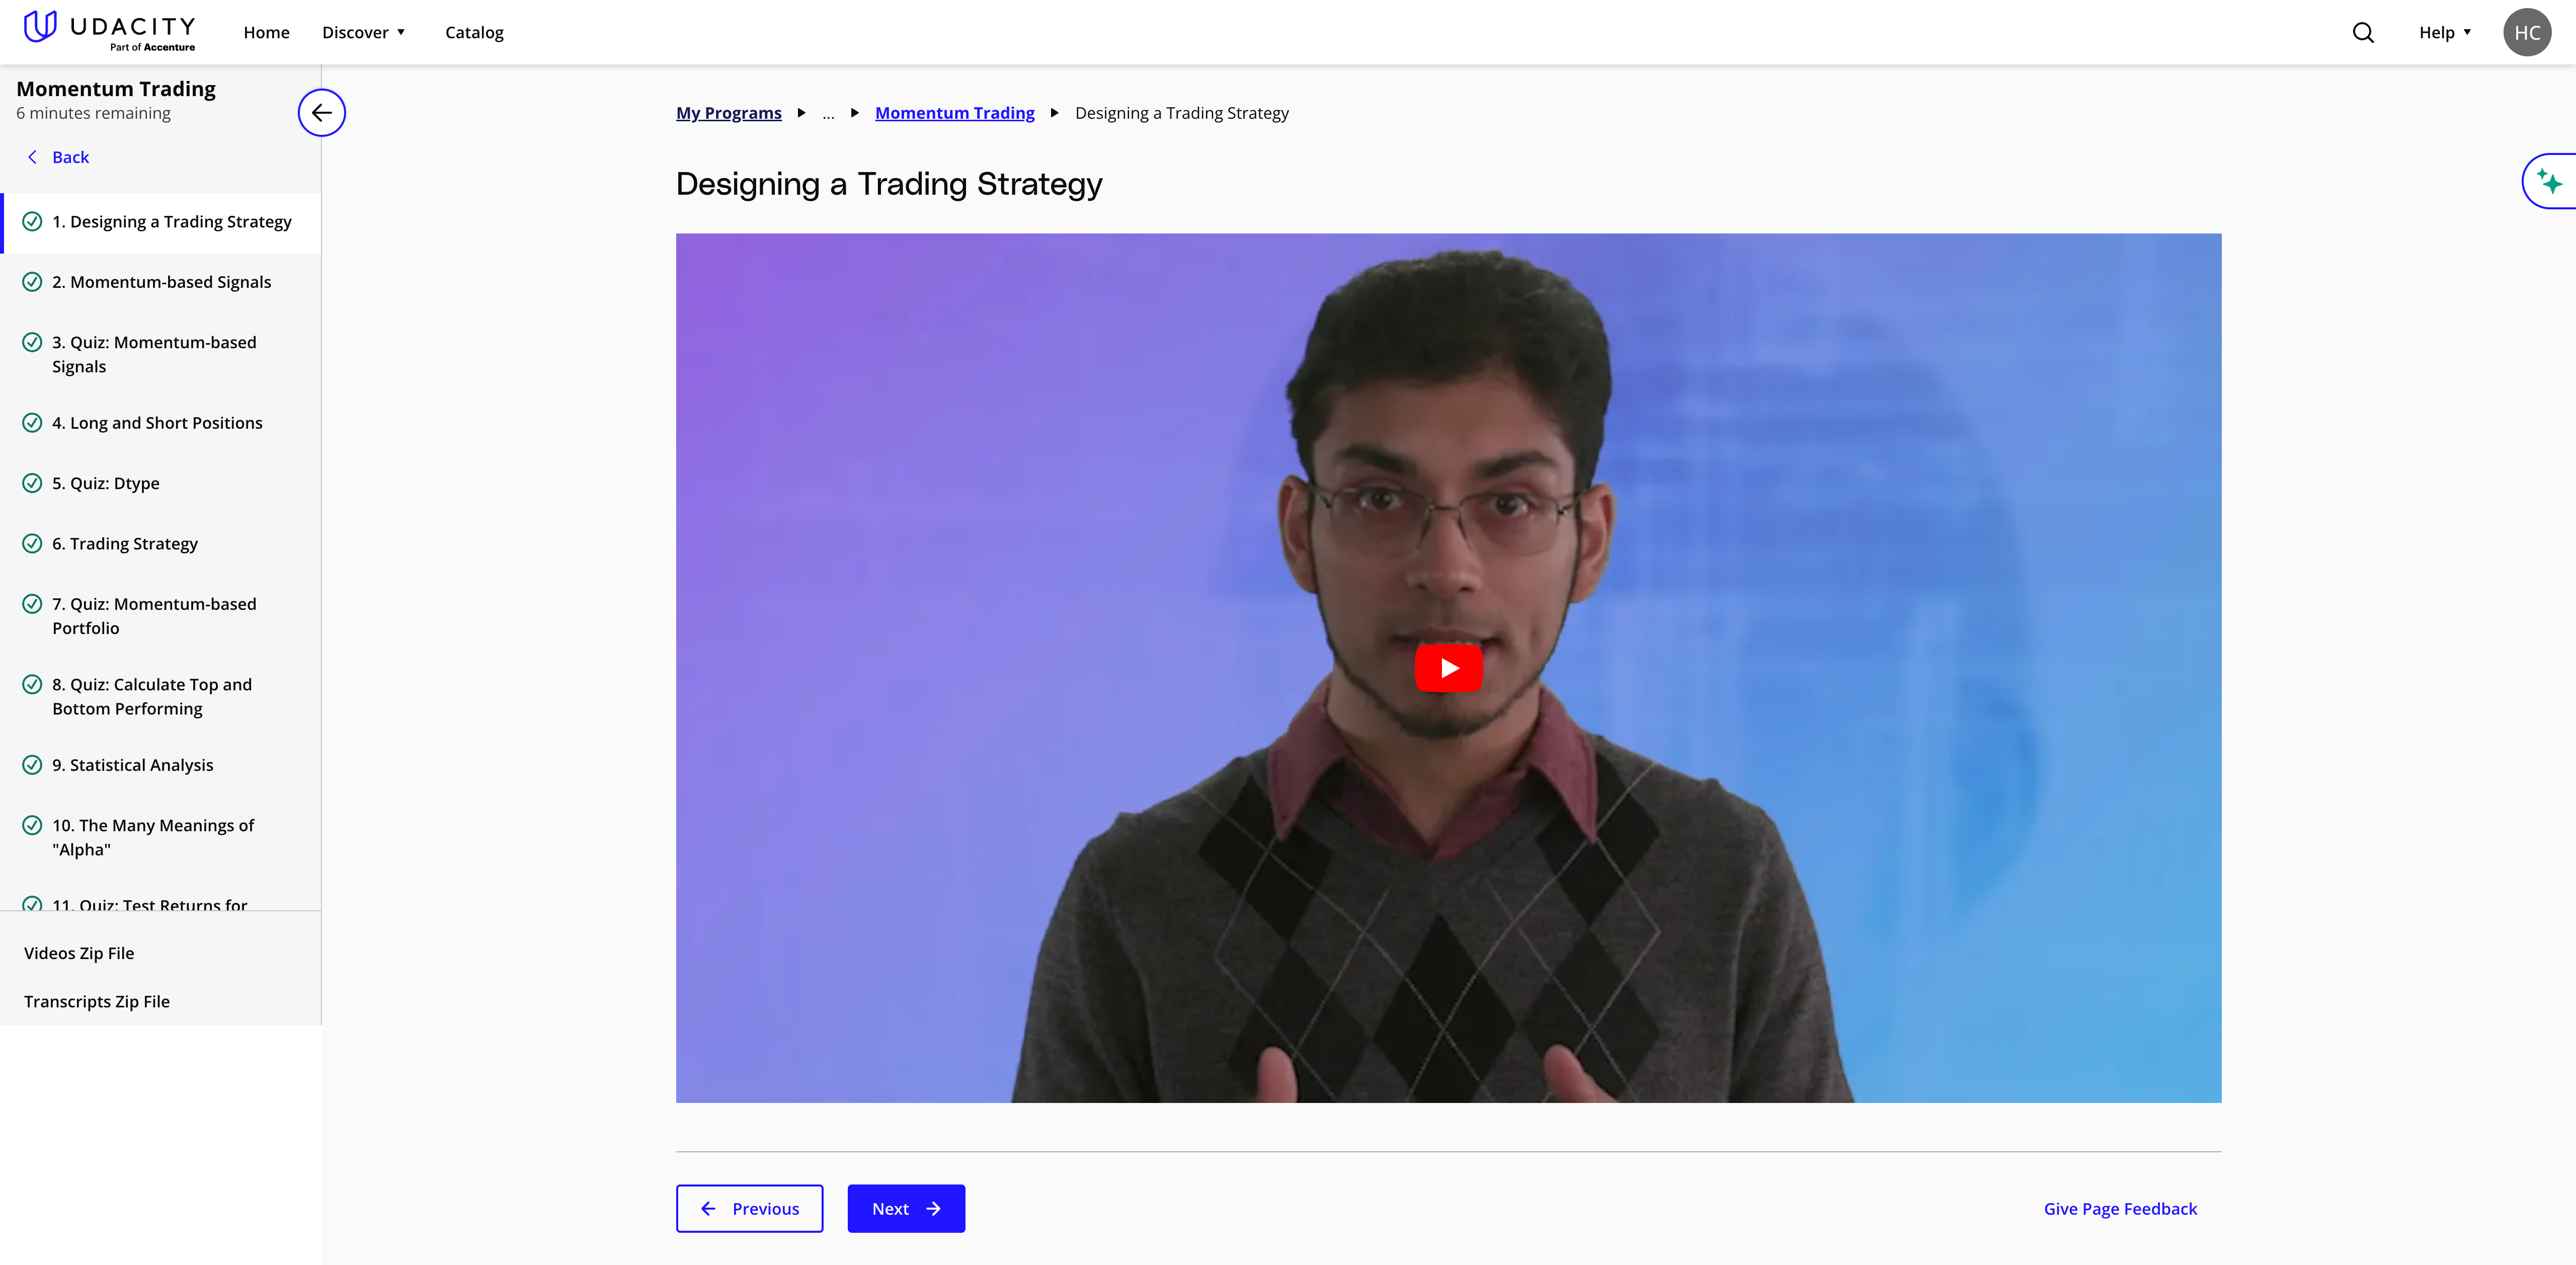 UDACITY
Part of Accenture
Home
Discover
Catalog
Help
HC
Momentum Trading
6 minutes remaining
Back
1. Designing a Trading Strategy
2. Momentum-based Signals
3. Quiz: Momentum-based
Signals
4. Long and Short Positions
5. Quiz: Dtype
6. Trading Strategy
7. Quiz: Momentum-based
Portfolio
8. Quiz: Calculate Top and
Bottom Performing
9. Statistical Analysis
10. The Many Meanings of
"Alpha"
11. Quiz: Test Returns for
Videos Zip File
Transcripts Zip File
My Programs ... Momentum Trading Designing a Trading Strategy
Designing a Trading Strategy
Previous
Next
Give Page Feedback